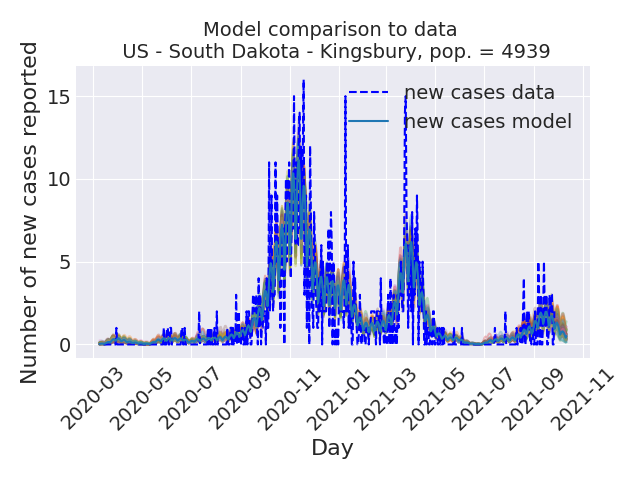 Model comparison to data
US - South Dakota - Kingsbury, pop. = 4939
Number of new cases reported
15
10
5
0
new cases data
new cases model
2020-03
2020-05
2020-07
2020-09
2020-11
2021-01
2021-03
2021-05
2021-07
2021-09
2021-11
Day